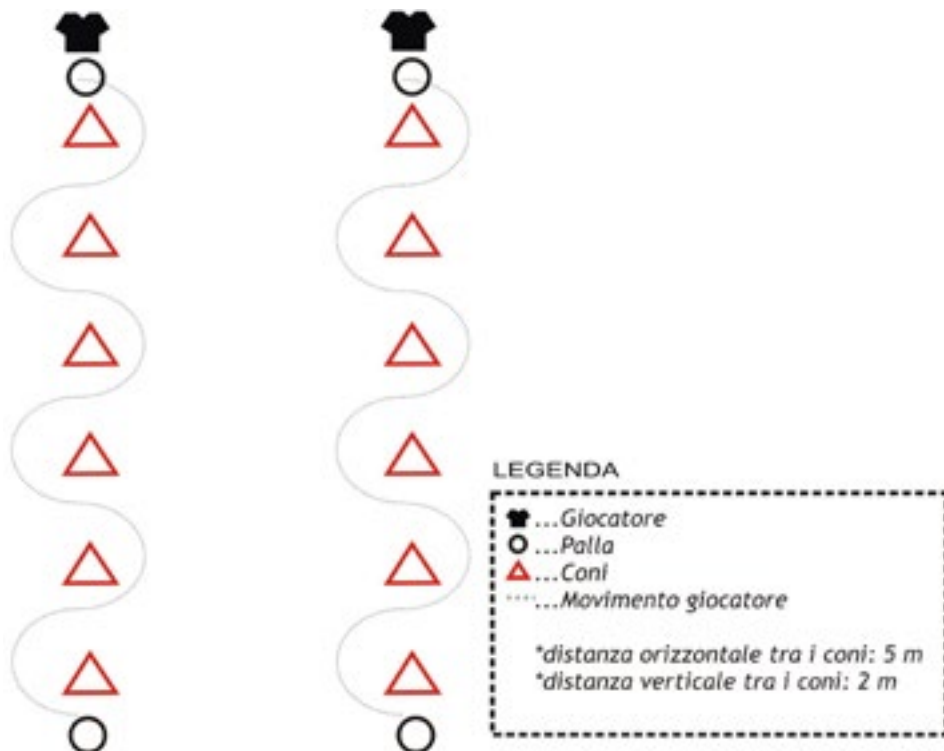 LEGENDA
...Giocatore
...Palla
...Coni
....Movimento giocatore
*distanza orizzontale tra i coni: 5 m
*distanza verticale tra i coni: 2 m